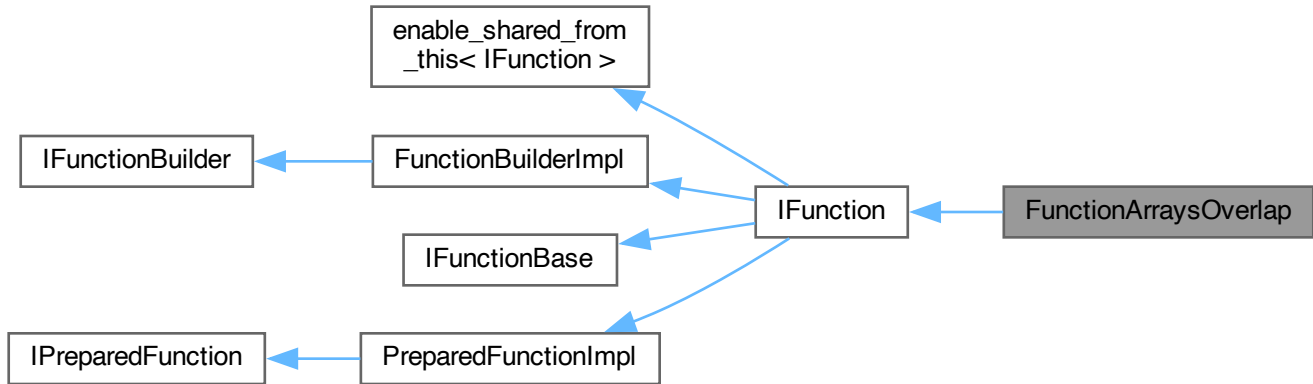 enable_shared_from
_this< IFunction >
IFunctionBuilder
FunctionBuilderImpl
IFunction
FunctionArraysOverlap
IFunctionBase
IPreparedFunction
PreparedFunctionImpl